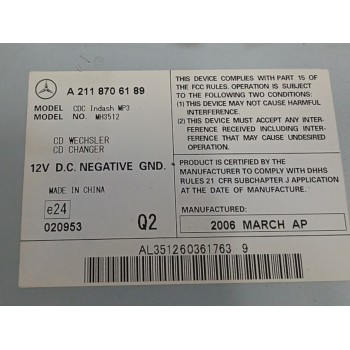 A 211 870 61 89
MODEL CDC Indash MP3
MODEL NO. MH3512
CD WECHSLER
CD CHANGER
12V D.C. NEGATIVE GND.
MADE IN CHINA
e24
020953
Q2
THIS DEVICE COMPLIES WITH PART 15 OF
THE FCC RULES. OPERATION IS SUBJECT
TO THE FOLLOWING TWO CONDITIONS:
(1) THIS DEVICE MAY NOT CAUSE HARMFUL
INTERFERENCE.
(2) THIS DEVICE MUST ACCEPT ANY INTERFER-
ENCE RECEIVED INCLUDING INTERFERENCE
THAT MAY CAUSE UNDESIRED OPERATION.
PRODUCT IS CERTIFIED BY THE
MANUFACTURER TO COMPLY WITH DHHS
RULES 21 CFR SUBCHAPTER J APPLICATION
AT THE DATE OF MANUFACTURE.
MANUFACTURED:
2006 MARCH AP
AL351260361763 9